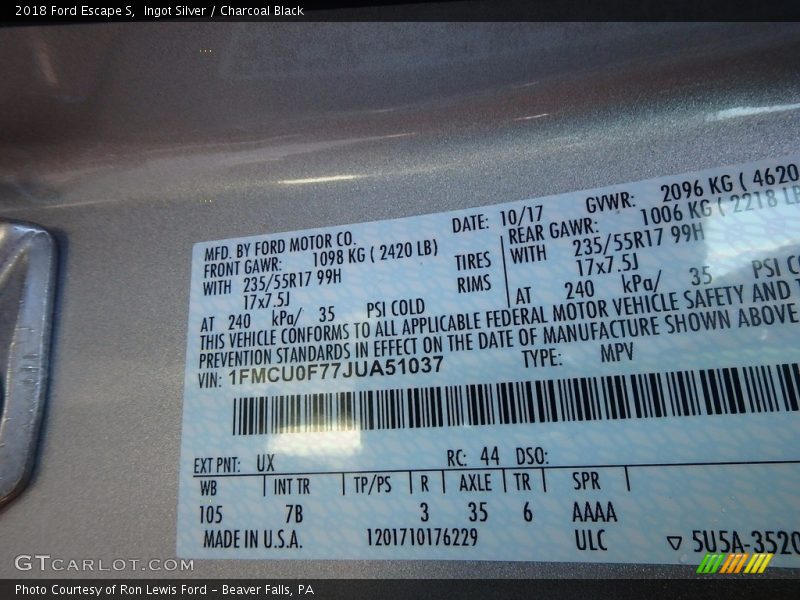 2018 Ford Escape S,  Ingot Silver / Charcoal Black
MFD. BY FORD MOTOR CO. DATE: 10/17 GVWR: 2096 KG ( 4620
FRONT GAWR: 1098 KG ( 2420 LB) REAR GAWR: 1006 KG ( 2218 LB
WITH 235/55R17 99H TIRES WITH 235/55R17 99H
17x7.5J RIMS 17x7.5J
AT 240 kPa/ 35 PSI COLD AT 240 kPa/ 35 PSI
THIS VEHICLE CONFORMS TO ALL APPLICABLE FEDERAL MOTOR VEHICLE SAFETY AND
PREVENTION STANDARDS IN EFFECT ON THE DATE OF MANUFACTURE SHOWN ABOVE.
VIN: 1FMCU0F77JUA51037 TYPE: MPV
EXT PNT: UX RC: 44 DSO:
WB INT TR TP/PS R AXLE TR SPR
105 7B 3 35 6 AAAA
MADE IN U.S.A. 1201710176229 ULC ▽ 5U5A-3520
GTCARLOT.COM
Photo Courtesy of Ron Lewis Ford - Beaver Falls, PA